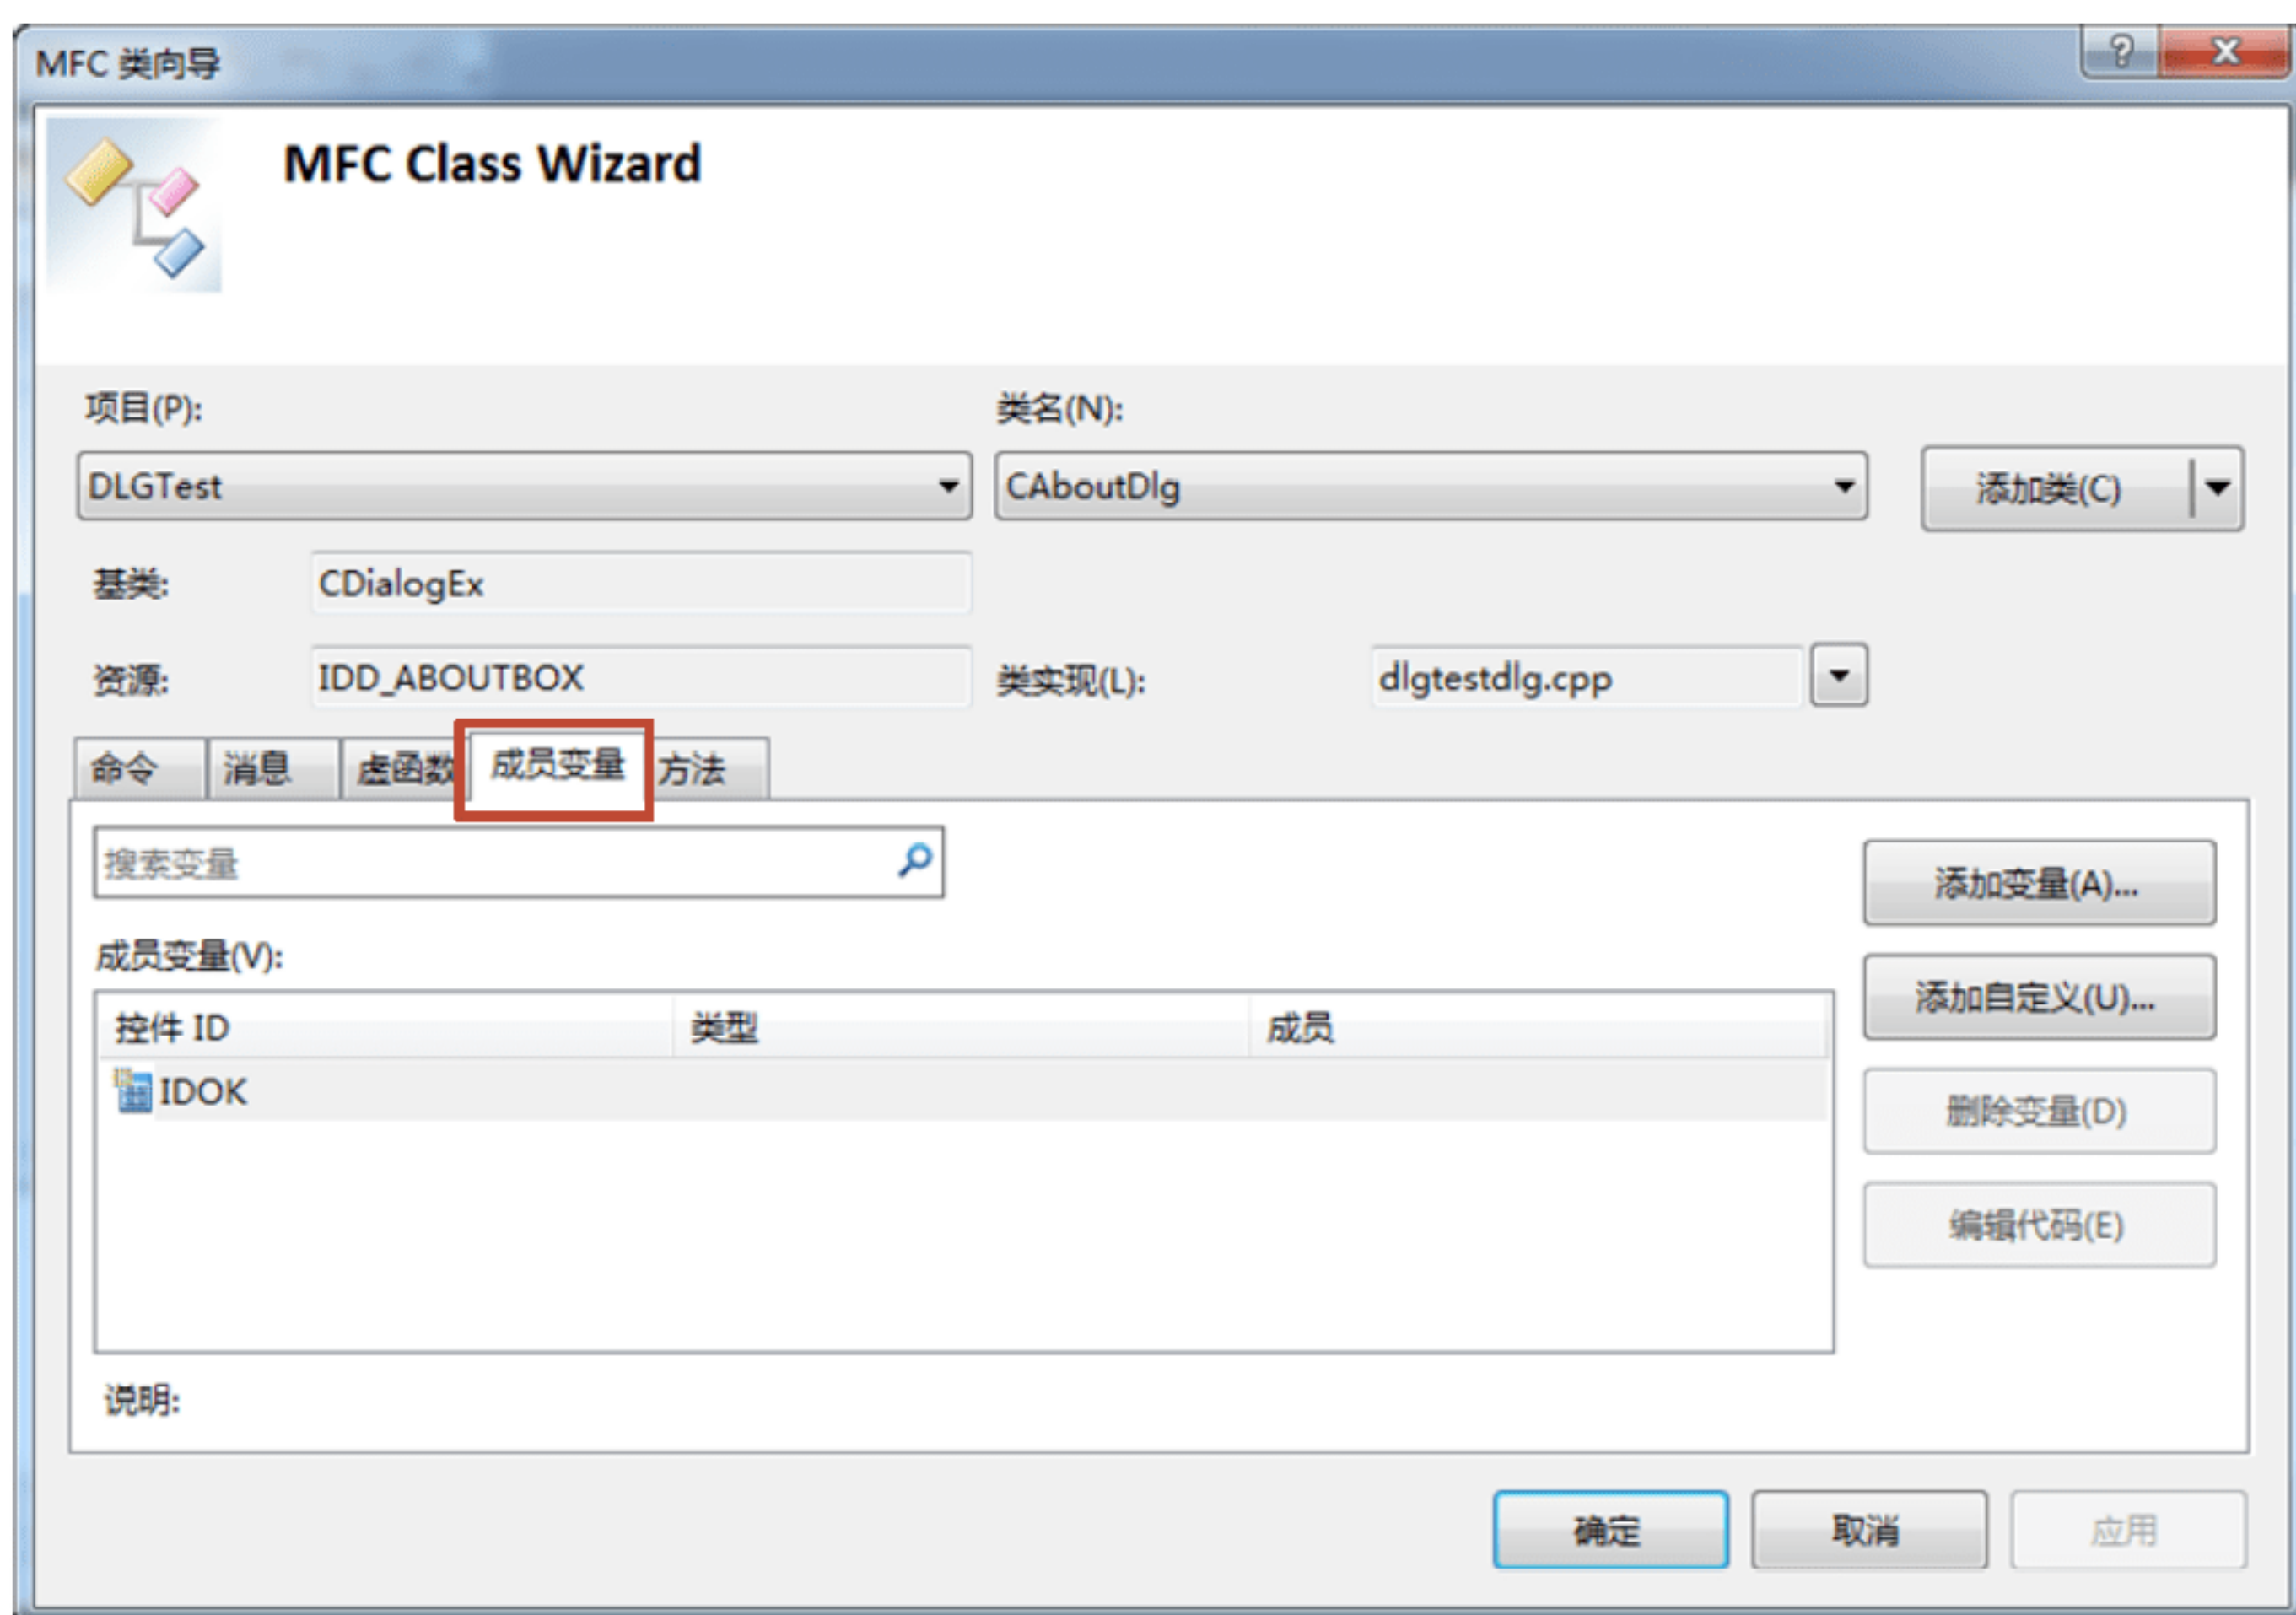 MFC 类向导
MFC Class Wizard
项目(P):
类名(N):
DLGTest
CAboutDlg
添加类(C)
基类:
CDialogEx
资源:
IDD_ABOUTBOX
类实现(L):
dlgtestdlg.cpp
命令
消息
虚函数
成员变量
方法
搜索变量
添加变量(A)...
成员变量(V):
添加自定义(U)...
控件 ID
类型
成员
IDOK
删除变量(D)
编辑代码(E)
说明:
确定
取消
应用